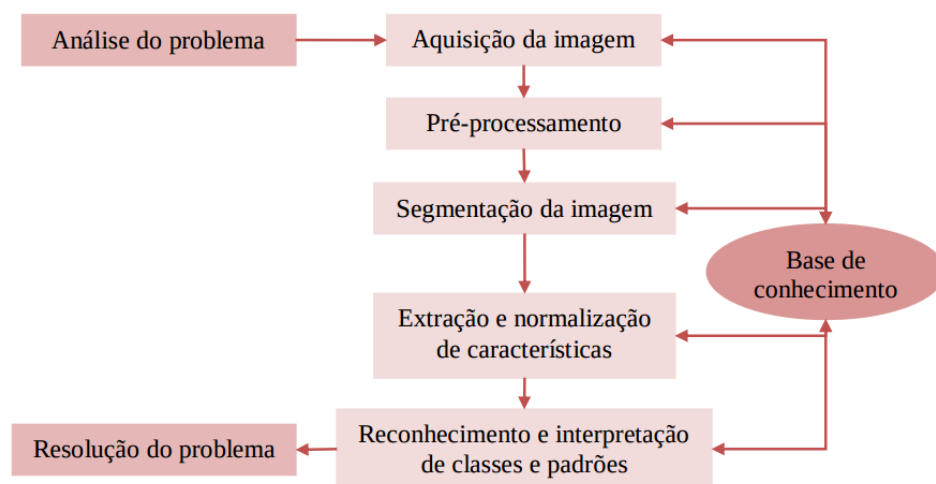 Análise do problema
Aquisição da imagem
Pré-processamento
Segmentação da imagem
Base de
conhecimento
Extração e normalização
de características
Reconhecimento e interpretação
de classes e padrões
Resolução do problema